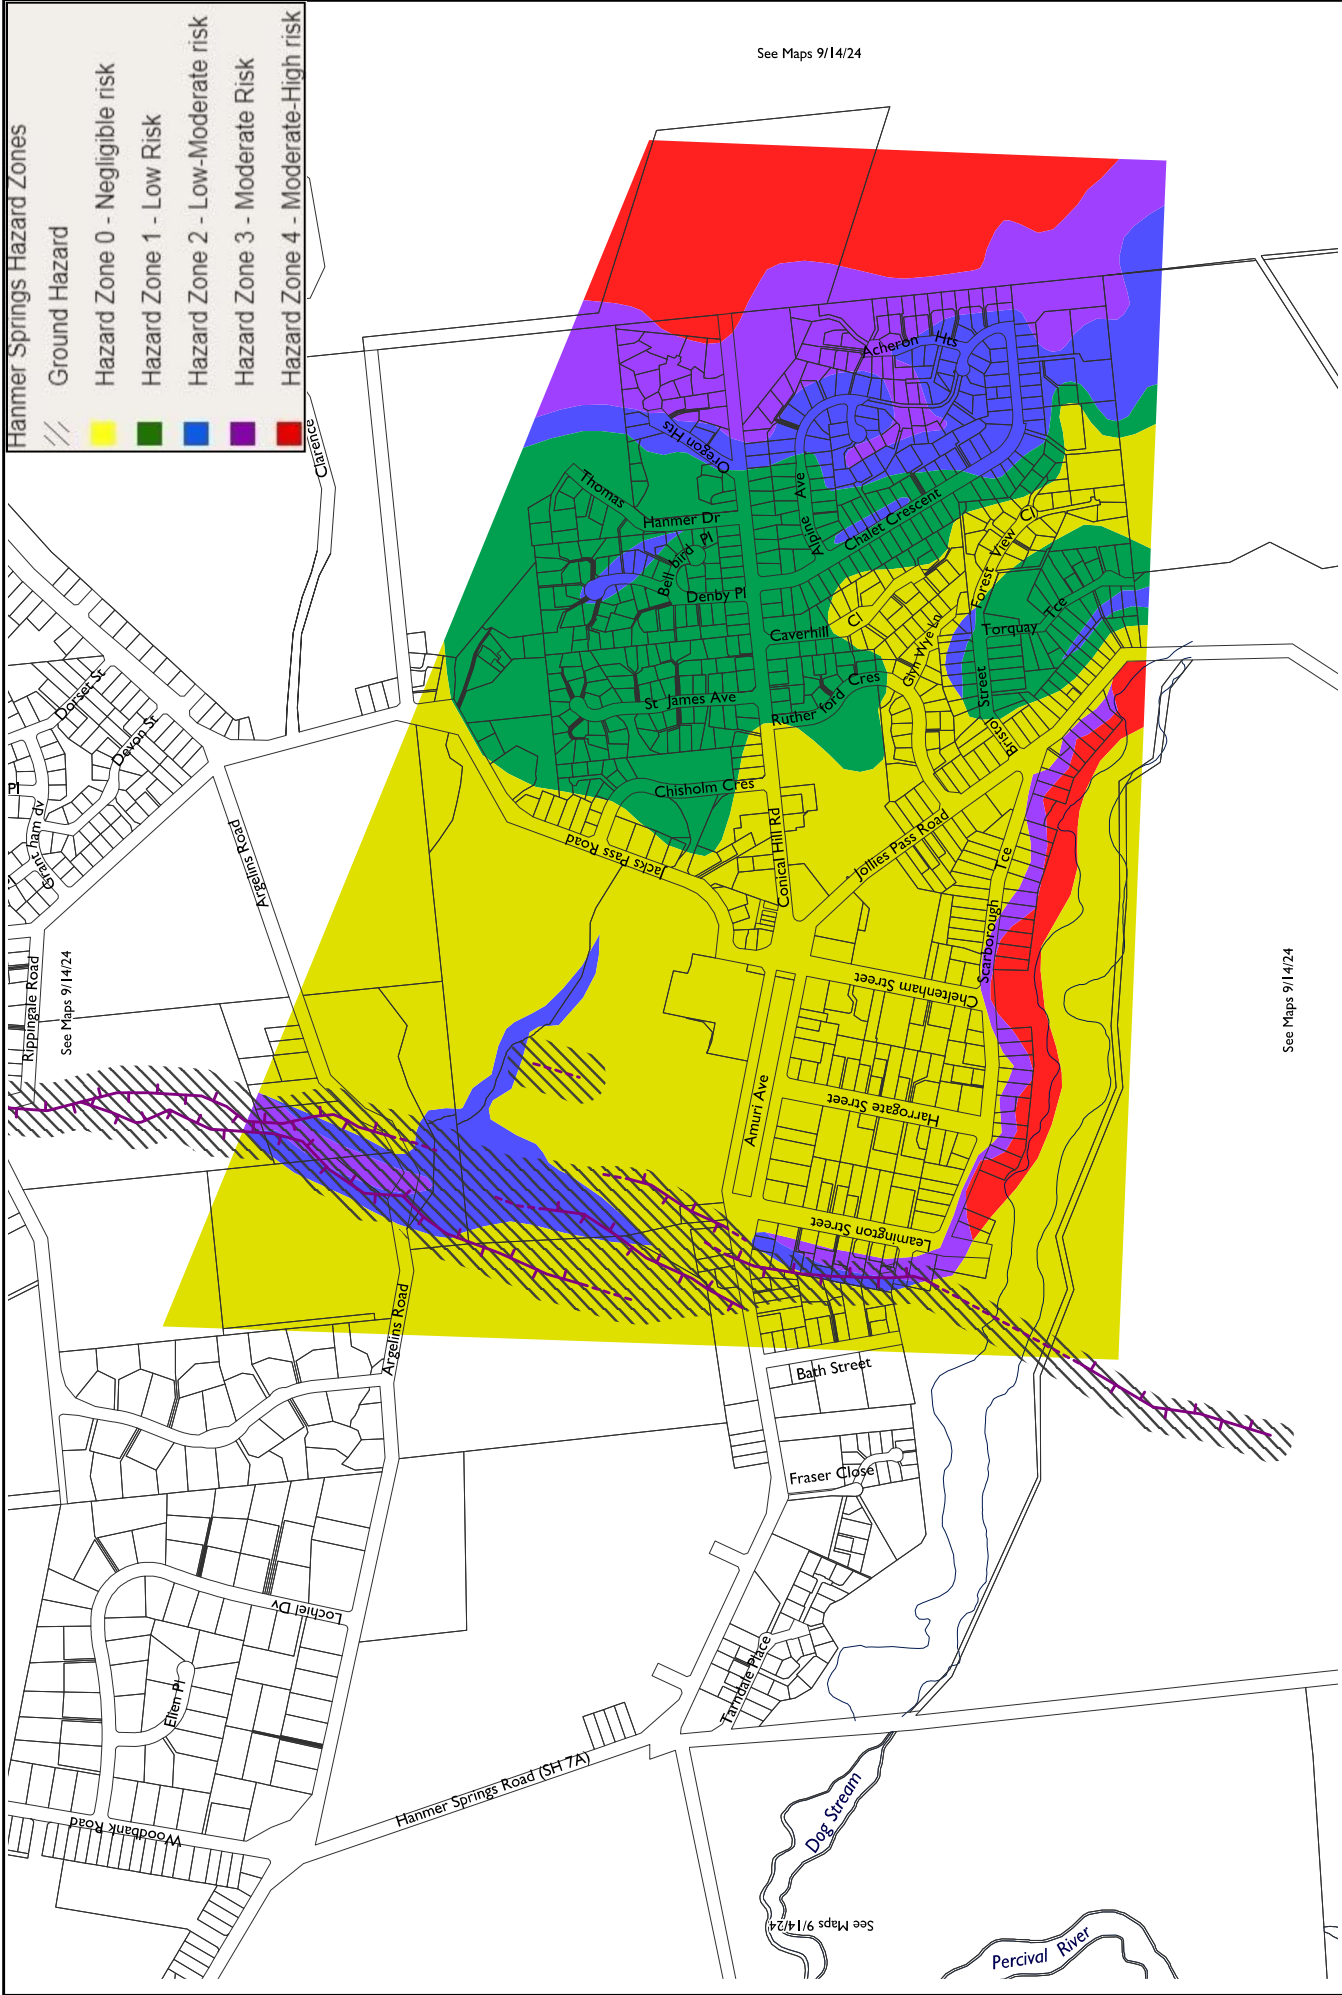 Hanmer Springs Hazard Zones
Ground Hazard
Hazard Zone 0 - Negligible risk
Hazard Zone 1 - Low Risk
Hazard Zone 2 - Low-Moderate risk
Hazard Zone 3 - Moderate Risk
Hazard Zone 4 - Moderate-High risk
See Maps 9/14/24
Clarence
Acheron Hts
Oregon Hts
Thomas
Hanmer Dr
Alpine Ave
Chalet Crescent
Bell bird Pl
Denby Pl
Forest View Cl
Torquay Tce
Caverhill Cl
Glyn Wye Ln
Street
St James Ave
Ruther ford Cres
Bristol
Dorset St
Devon St
Pl
Grant ham dv
Chisholm Cres
Jacks Pass Road
Conical Hill Rd
Jollies Pass Road
Argelins Road
Scarborough Tce
Cheltenham Street
Rippingale Road
See Maps 9/14/24
See Maps 9/14/24
Amuri Ave
Harrogate Street
Leamington Street
Argelins Road
Bath Street
Fraser Close
Lochiel Dv
Ellen Pl
Tarndale Place
Hanmer Springs Road (SH 7A)
Woodbank Road
Dog Stream
See Maps 9/14/24
Percival River